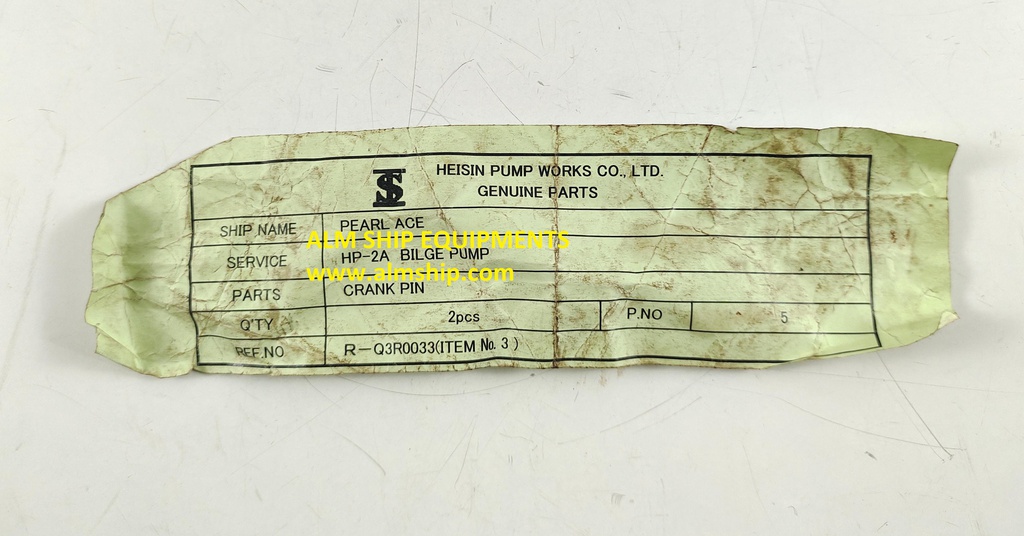 HEISIN PUMP WORKS CO., LTD.
GENUINE PARTS
SHIP NAME PEARL ACE
ALM SHIP EQUIPMENTS
SERVICE HP-2A BILGE PUMP
www.almship.com
PARTS CRANK PIN
Q'TY 2pcs P.NO 5
REF.NO R-Q3R0033(ITEM No. 3)